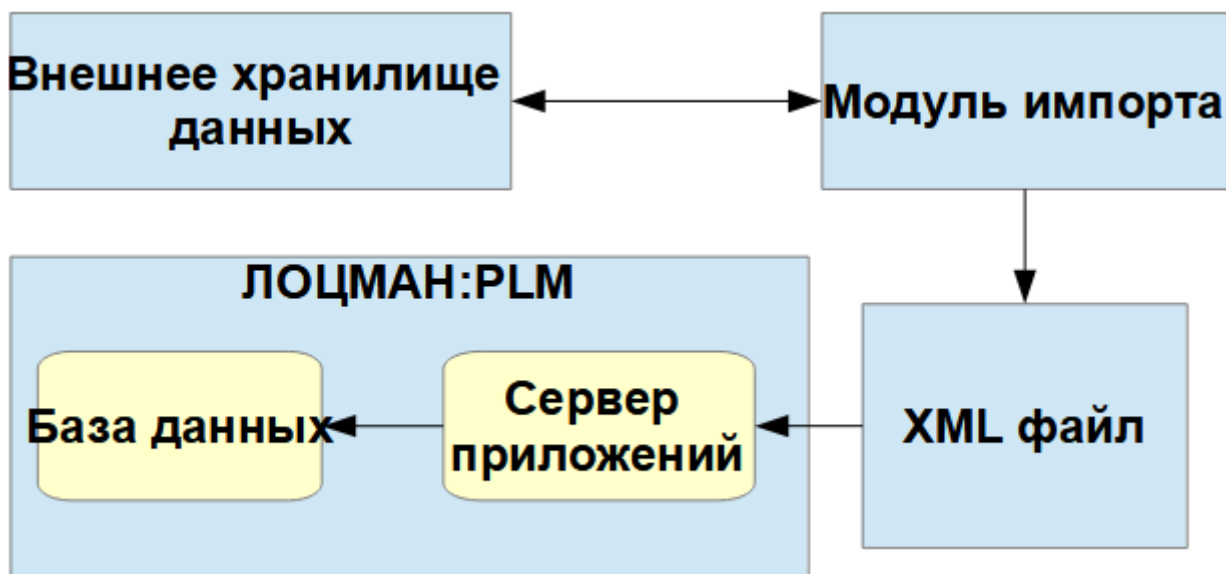 Внешнее хранилище
данных
Модуль импорта
ЛОЦМАН:PLM
База данных
Сервер
приложений
XML файл